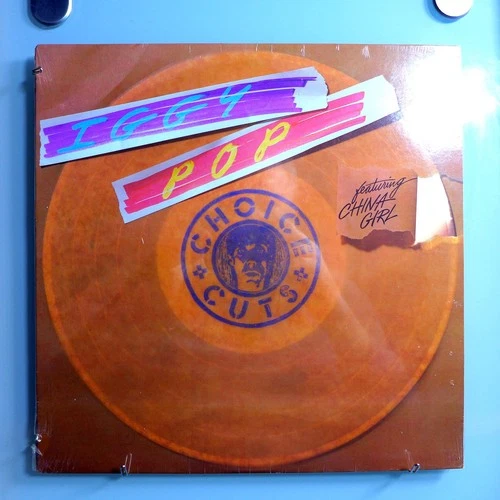 IGGY
POP
CHOICE
CUTS
featuring
CHINA
GIRL